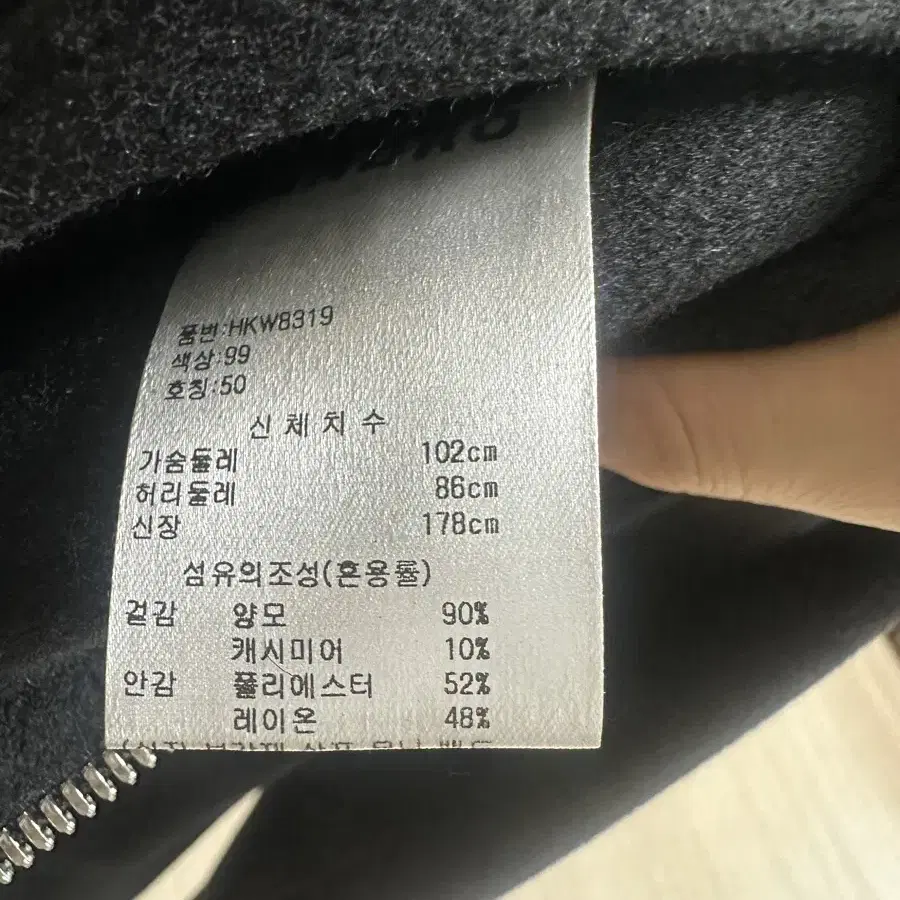 품번:HKW8319
색상:99
호칭:50
신체치수
가슴둘레 102cm
허리둘레 86cm
신장 178cm
섬유의조성(혼용률)
겉감 양모 90%
캐시미어 10%
안감 폴리에스터 52%
레이온 48%